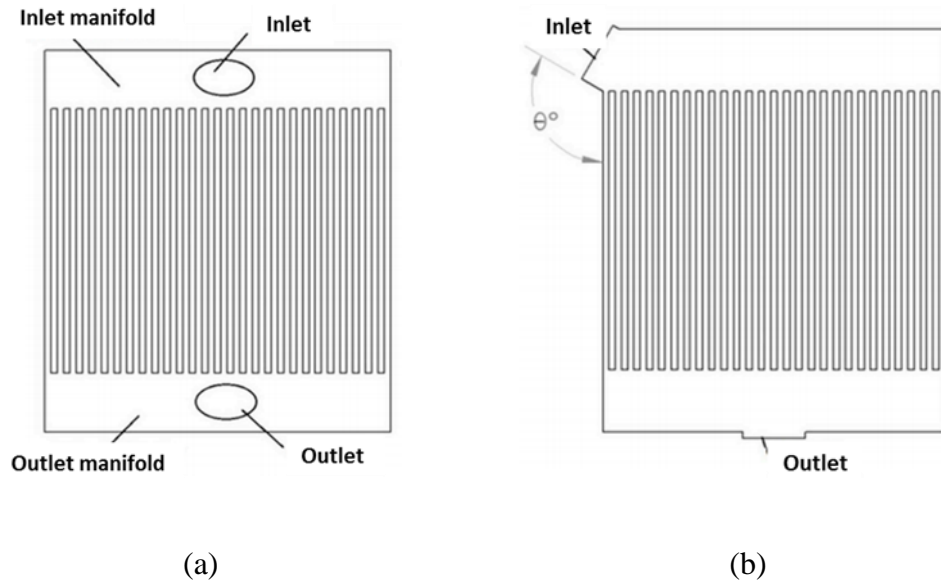 Inlet manifold
Inlet
Outlet manifold
Outlet
(a)
Inlet
θ°
Outlet
(b)